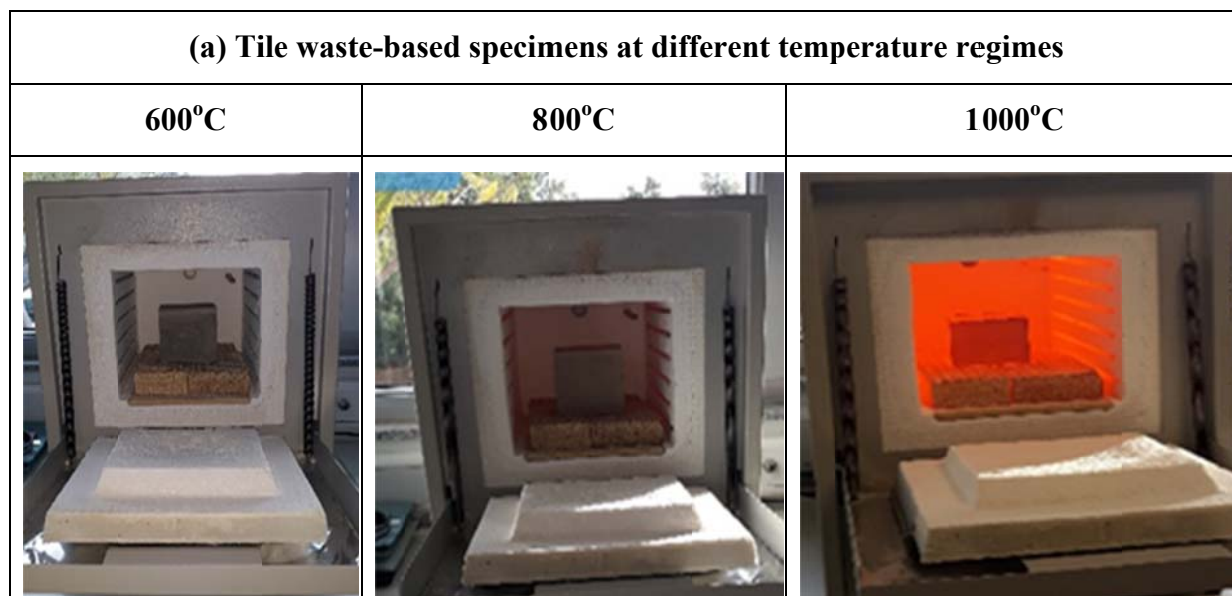 (a) Tile waste-based specimens at different temperature regimes
600°C
800°C
1000°C